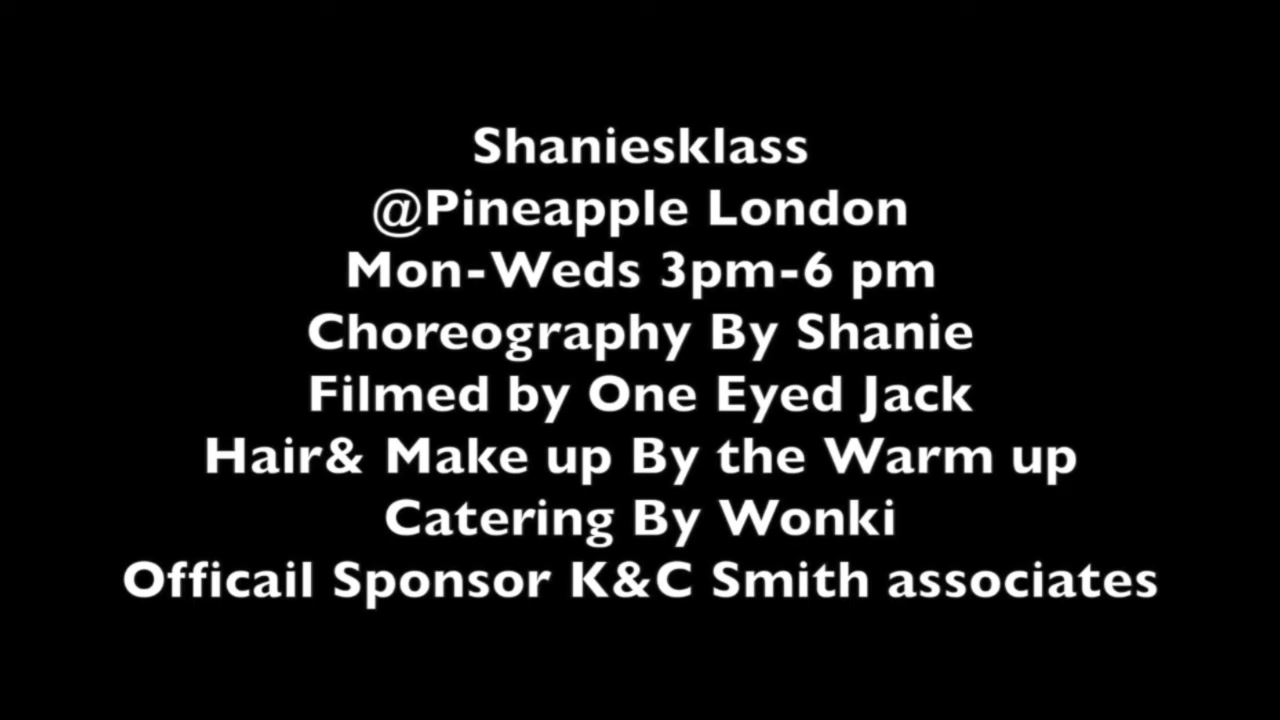 Shaniesklass
@Pineapple London
Mon-Weds 3pm-6 pm
Choreography By Shanie
Filmed by One Eyed Jack
Hair& Make up By the Warm up
Catering By Wonki
Officail Sponsor K&C Smith associates